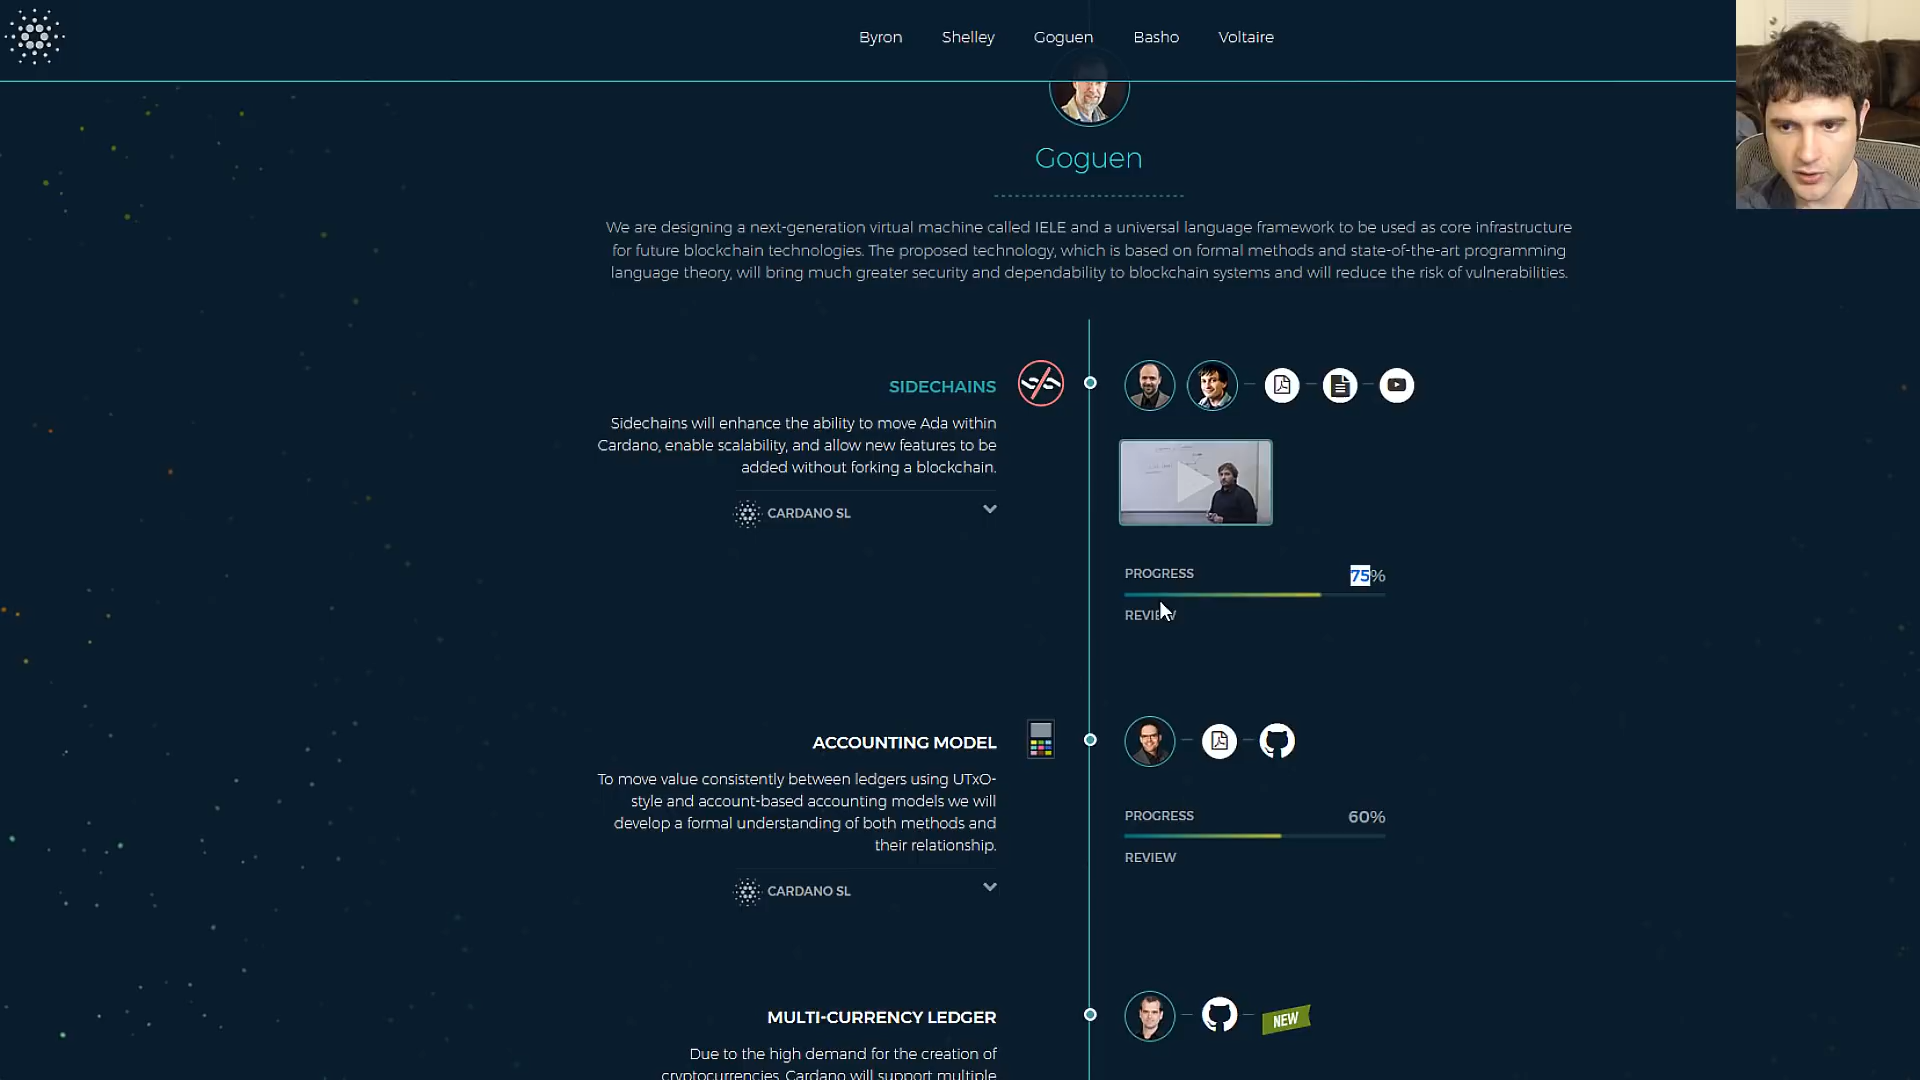 Byron Shelley Goguen Basho Voltaire
Goguen
We are designing a next-generation virtual machine called IELE and a universal language framework to be used as core infrastructure
for future blockchain technologies. The proposed technology, which is based on formal methods and state-of-the-art programming
language theory, will bring much greater security and dependability to blockchain systems and will reduce the risk of vulnerabilities.
SIDECHAINS
Sidechains will enhance the ability to move Ada within
Cardano, enable scalability, and allow new features to be
added without forking a blockchain.
CARDANO SL
PROGRESS 75%
REVIEW
ACCOUNTING MODEL
To move value consistently between ledgers using UTxO-
style and account-based accounting models we will
develop a formal understanding of both methods and
their relationship.
CARDANO SL
PROGRESS 60%
REVIEW
MULTI-CURRENCY LEDGER
NEW
Due to the high demand for the creation of
cryptocurrencies, Cardano will support multiple